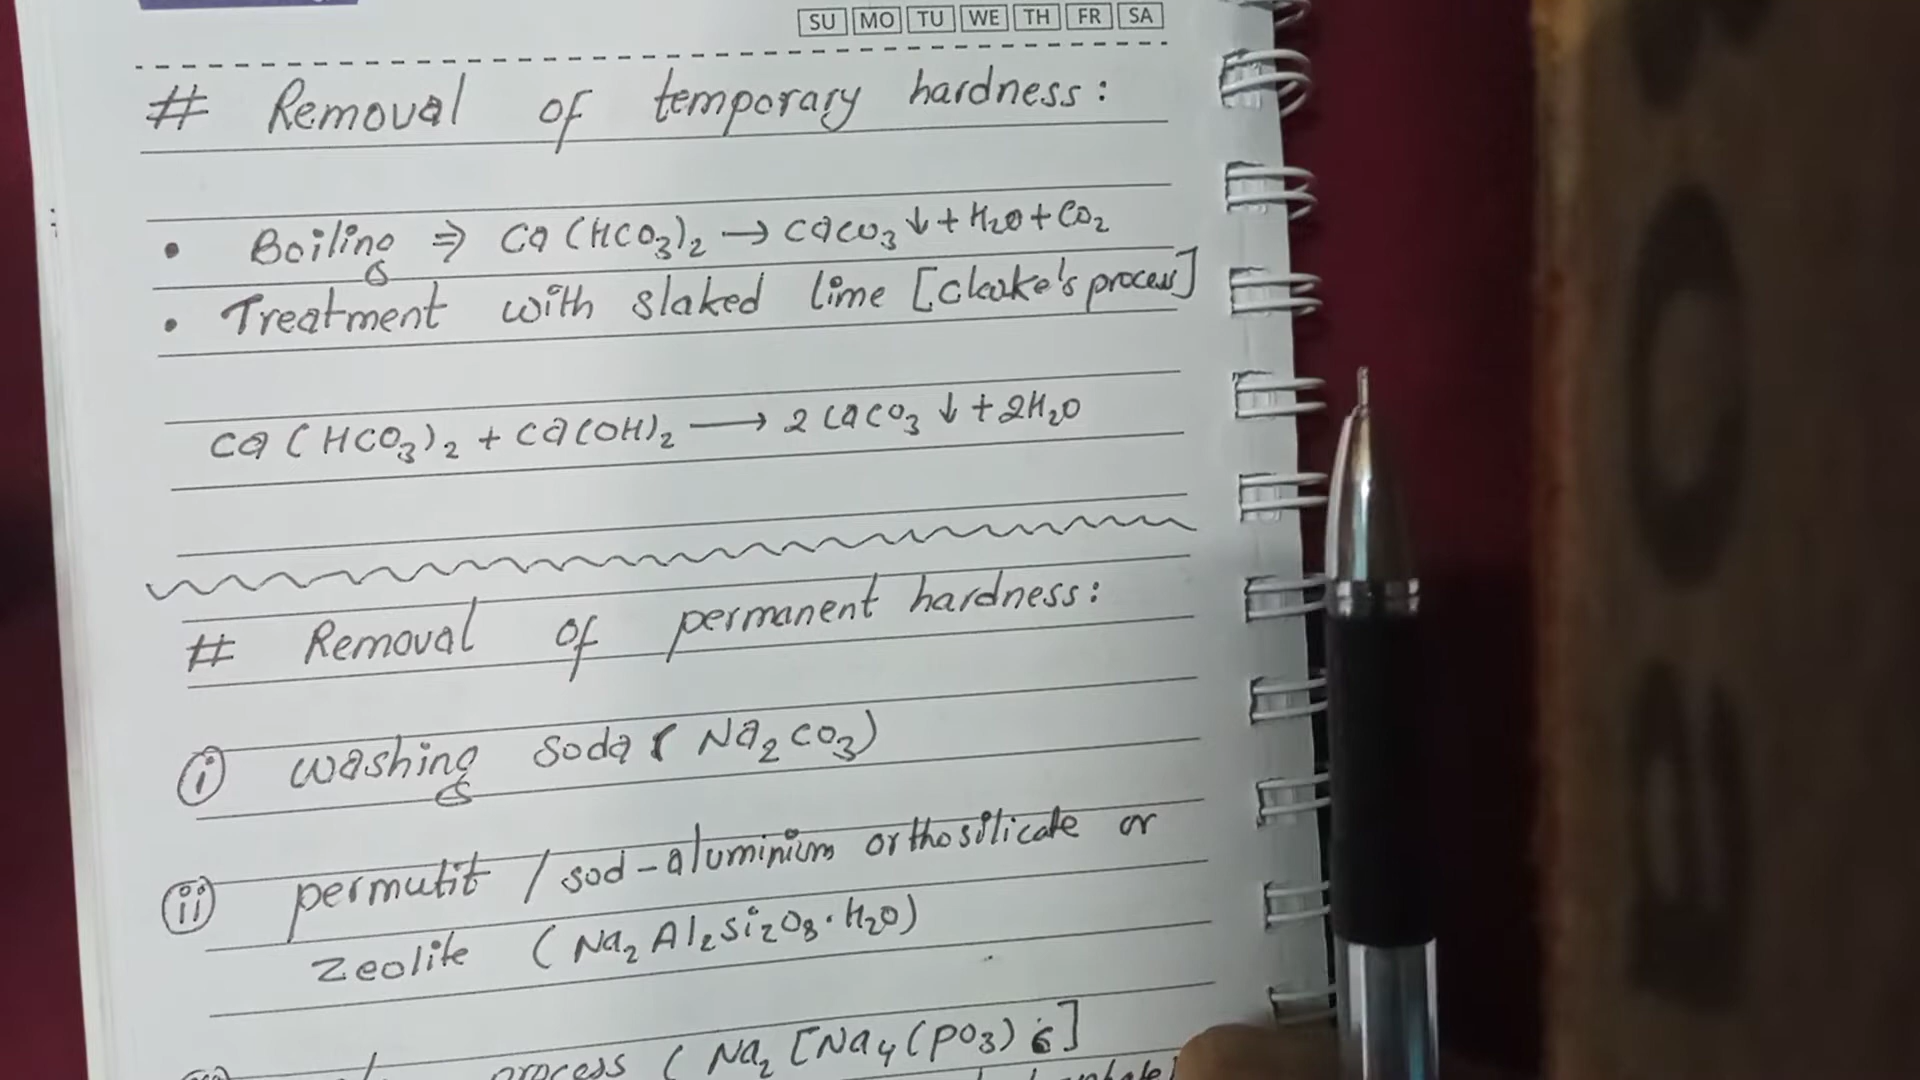 SU MO TU WE TH FR SA
# Removal of temporary hardness:
• Boiling ⇒ Ca(HCO₃)₂ → CaCO₃↓ + H₂O + CO₂
• Treatment with slaked lime [Clarke's process]
Ca(HCO₃)₂ + Ca(OH)₂ ⟶ 2CaCO₃↓ + 2H₂O
# Removal of permanent hardness:
(i) washing soda (Na₂CO₃)
(ii) permutit / sod-aluminium orthosilicate or
zeolite (Na₂Al₂Si₂O₈·H₂O)
process (Na₂[Na₄(PO₃)6]